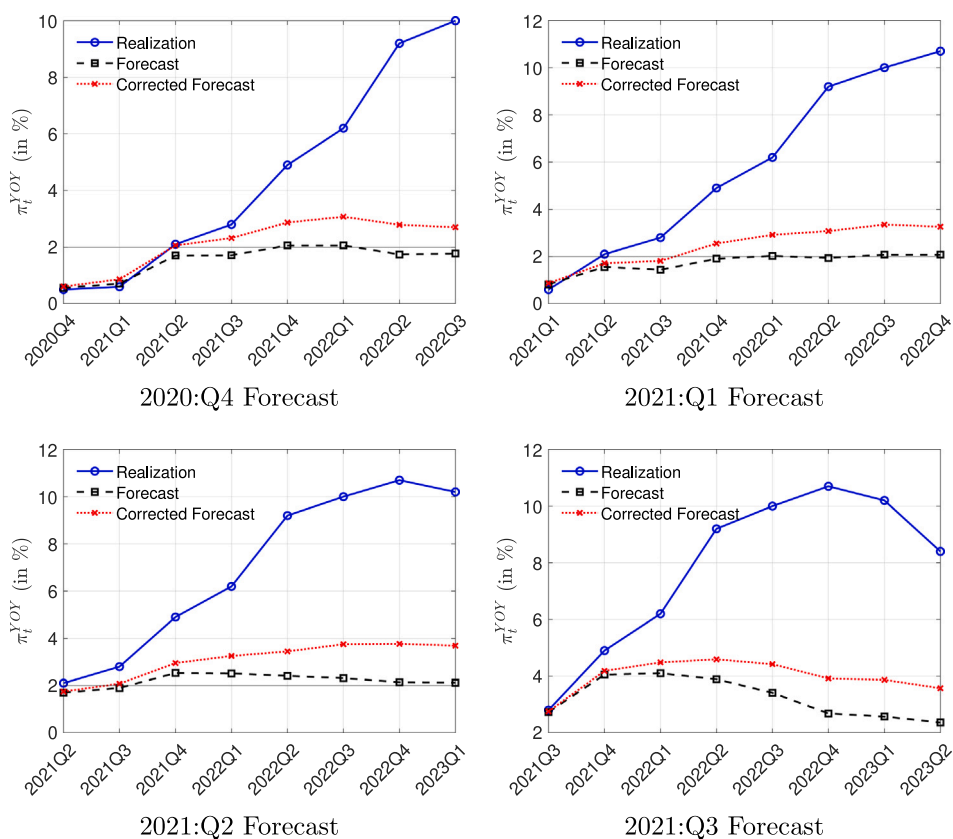 10
8
6
4
2
0
π_t^{YOY} (in %)
Realization
Forecast
Corrected Forecast
2020Q4
2021Q1
2021Q2
2021Q3
2021Q4
2022Q1
2022Q2
2022Q3
2020:Q4 Forecast
12
10
8
6
4
2
0
π_t^{YOY} (in %)
Realization
Forecast
Corrected Forecast
2021Q1
2021Q2
2021Q3
2021Q4
2022Q1
2022Q2
2022Q3
2022Q4
2021:Q1 Forecast
12
10
8
6
4
2
0
π_t^{YOY} (in %)
Realization
Forecast
Corrected Forecast
2021Q2
2021Q3
2021Q4
2022Q1
2022Q2
2022Q3
2022Q4
2023Q1
2021:Q2 Forecast
12
10
8
6
4
2
π_t^{YOY} (in %)
Realization
Forecast
Corrected Forecast
2021Q3
2021Q4
2022Q1
2022Q2
2022Q3
2022Q4
2023Q1
2023Q2
2021:Q3 Forecast